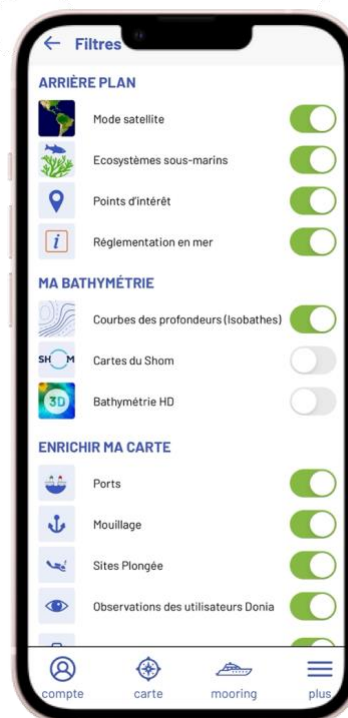 Filtres
ARRIÈRE PLAN
Mode satellite
Ecosystèmes sous-marins
Points d'intérêt
i
Réglementation en mer
MA BATHYMÉTRIE
Courbes des profondeurs (Isobathes)
SH M
Cartes du Shom
3D
Bathymétrie HD
ENRICHIR MA CARTE
Ports
Mouillage
Sites Plongée
Observations des utilisateurs Donia
compte
carte
mooring
plus